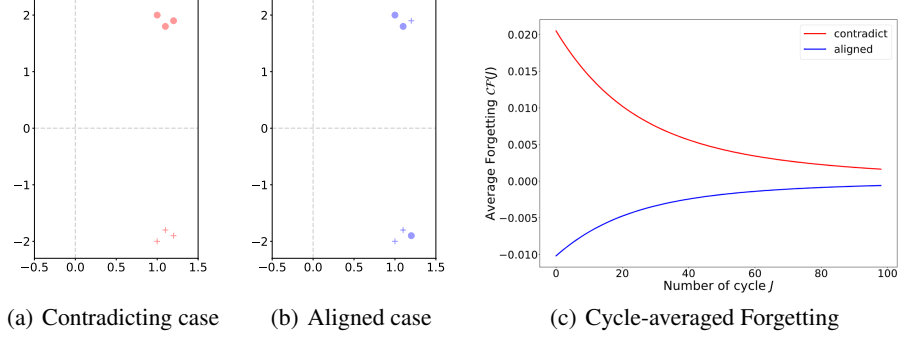 2
1
0
−1
−2
−0.5 0.0 0.5 1.0 1.5
2
1
0
−1
−2
−0.5 0.0 0.5 1.0 1.5
0.020
0.015
0.010
0.005
0.000
−0.005
−0.010
Average Forgetting CF(J)
contradict
aligned
0 20 40 60 80 100
Number of cycle J
(a) Contradicting case
(b) Aligned case
(c) Cycle-averaged Forgetting